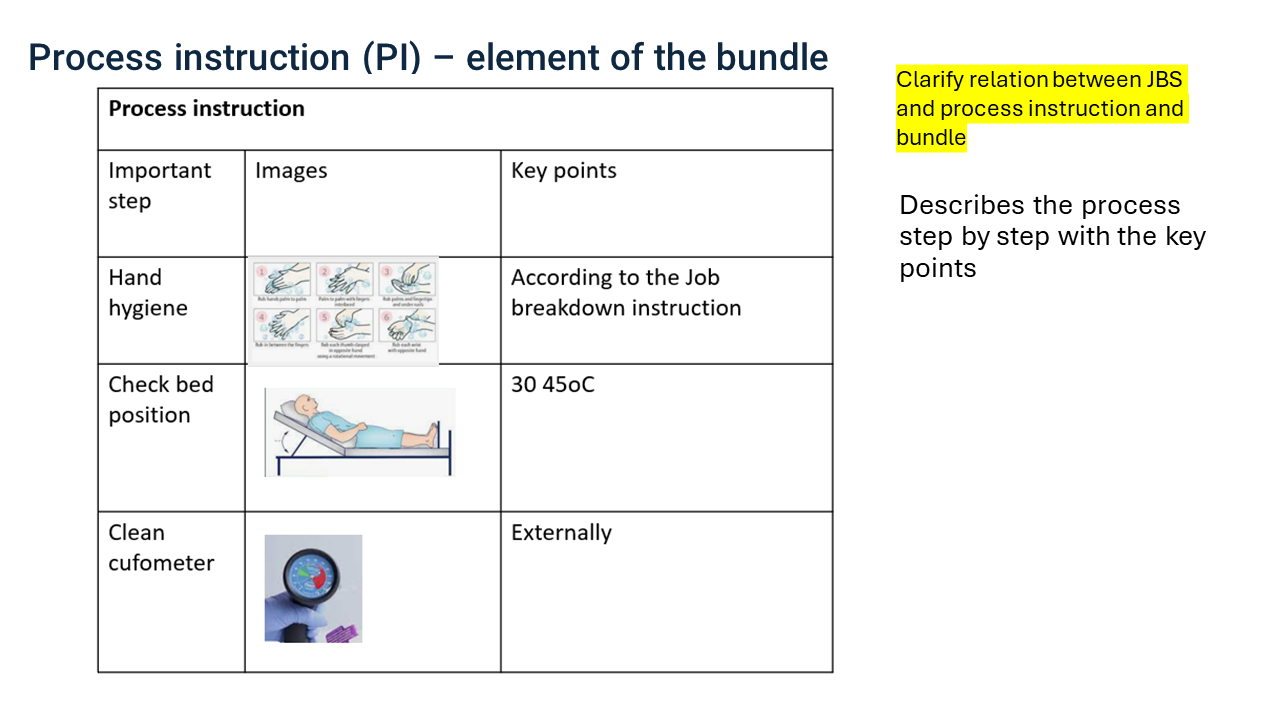 Process instruction (PI) – element of the bundle
Clarify relation between JBS
and process instruction and
bundle
Describes the process
step by step with the key
points
Process instruction
Important
step
Images
Key points
Hand
hygiene
1
2
3
Rub hands palm to palm
Palm to palm with fingers
interlaced
Rub palms and fingertips
and under nails
4
5
6
Rub in between the fingers
Rub each thumb clasped
in opposite hand
using a rotational movement
Rub each wrist
with opposite hand
According to the Job
breakdown instruction
Check bed
position
30 45oC
Clean
cufometer
Externally